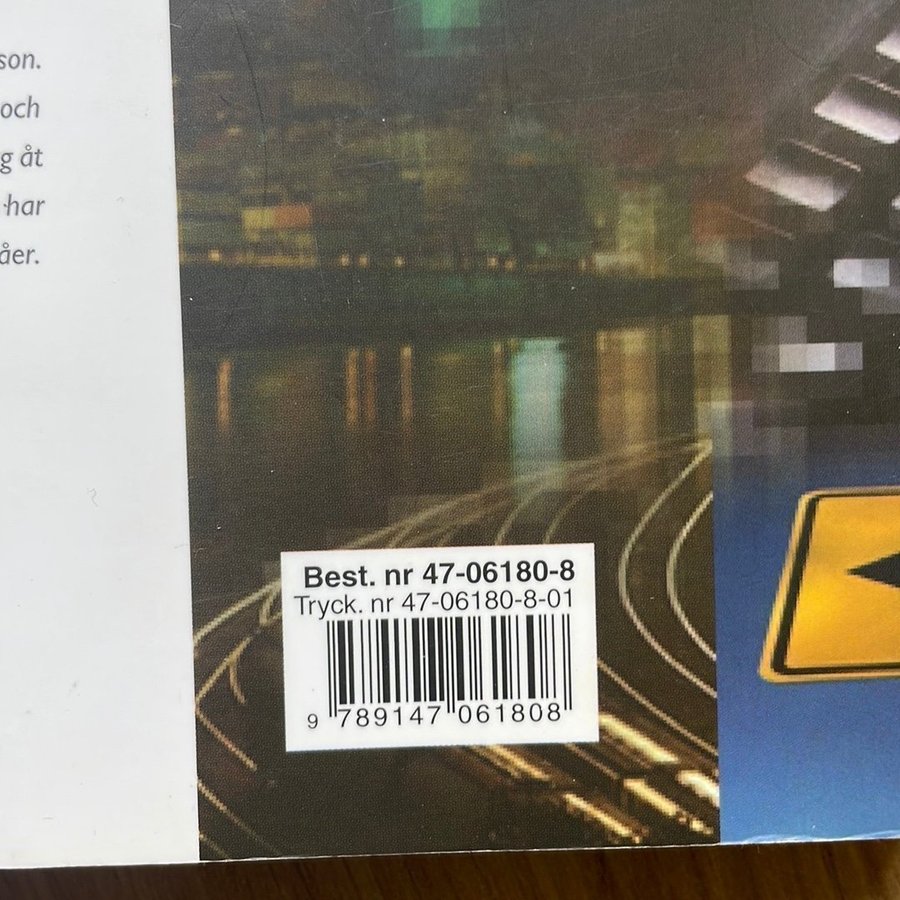 son.
och
g åt
har
åer.
Best. nr 47-06180-8
Tryck. nr 47-06180-8-01
9 789147 061808